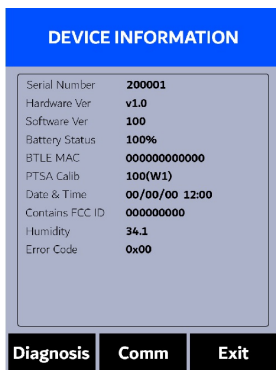 DEVICE INFORMATION
Serial Number 200001
Hardware Ver v1.0
Software Ver 100
Battery Status 100%
BTLE MAC 000000000000
PTSA Calib 100(W1)
Date & Time 00/00/00 12:00
Contains FCC ID 000000000
Humidity 34.1
Error Code 0x00
Diagnosis Comm Exit